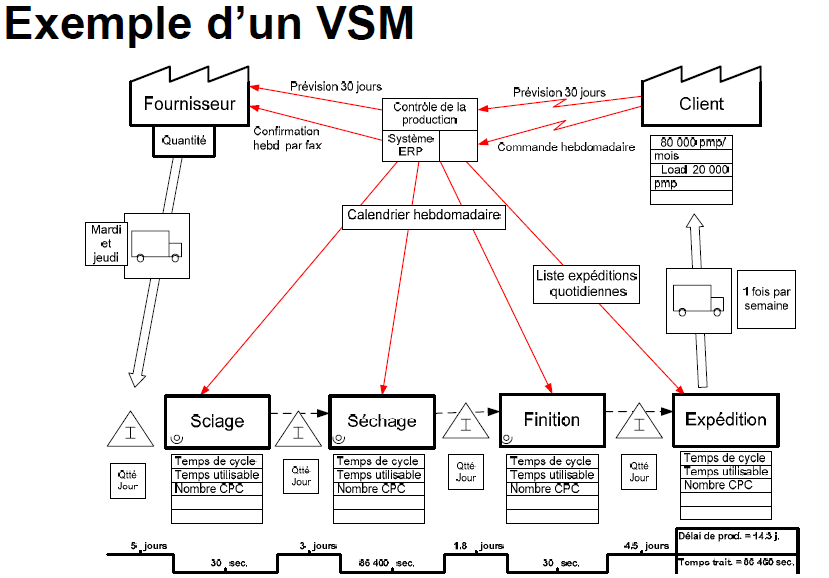 Exemple d'un VSM
Fournisseur
Quantité
Prévision 30 jours
Confirmation
hebd par fax
Contrôle de la
production
Système
ERP
Prévision 30 jours
Commande hebdomadaire
Client
80 000 pmp/
mois
Load 20 000
pmp
Mardi
et
jeudi
Calendrier hebdomadaire
Liste expéditions
quotidiennes
1 fois par
semaine
I
Sciage
I
Séchage
I
Finition
I
Expédition
Qtté
Jour
Temps de cycle
Temps utilisable
Nombre CPC
Qtté
Jour
Temps de cycle
Temps utilisable
Nombre CPC
Qtté
Jour
Temps de cycle
Temps utilisable
Nombre CPC
Qtté
Jour
Temps de cycle
Temps utilisable
Nombre CPC
5 jours
30 sec.
3 jours
86 400 sec.
1.8 jours
30 sec.
4.5 jours
Délai de prod. = 14.3 j.
Temps trait. = 86 460 sec.